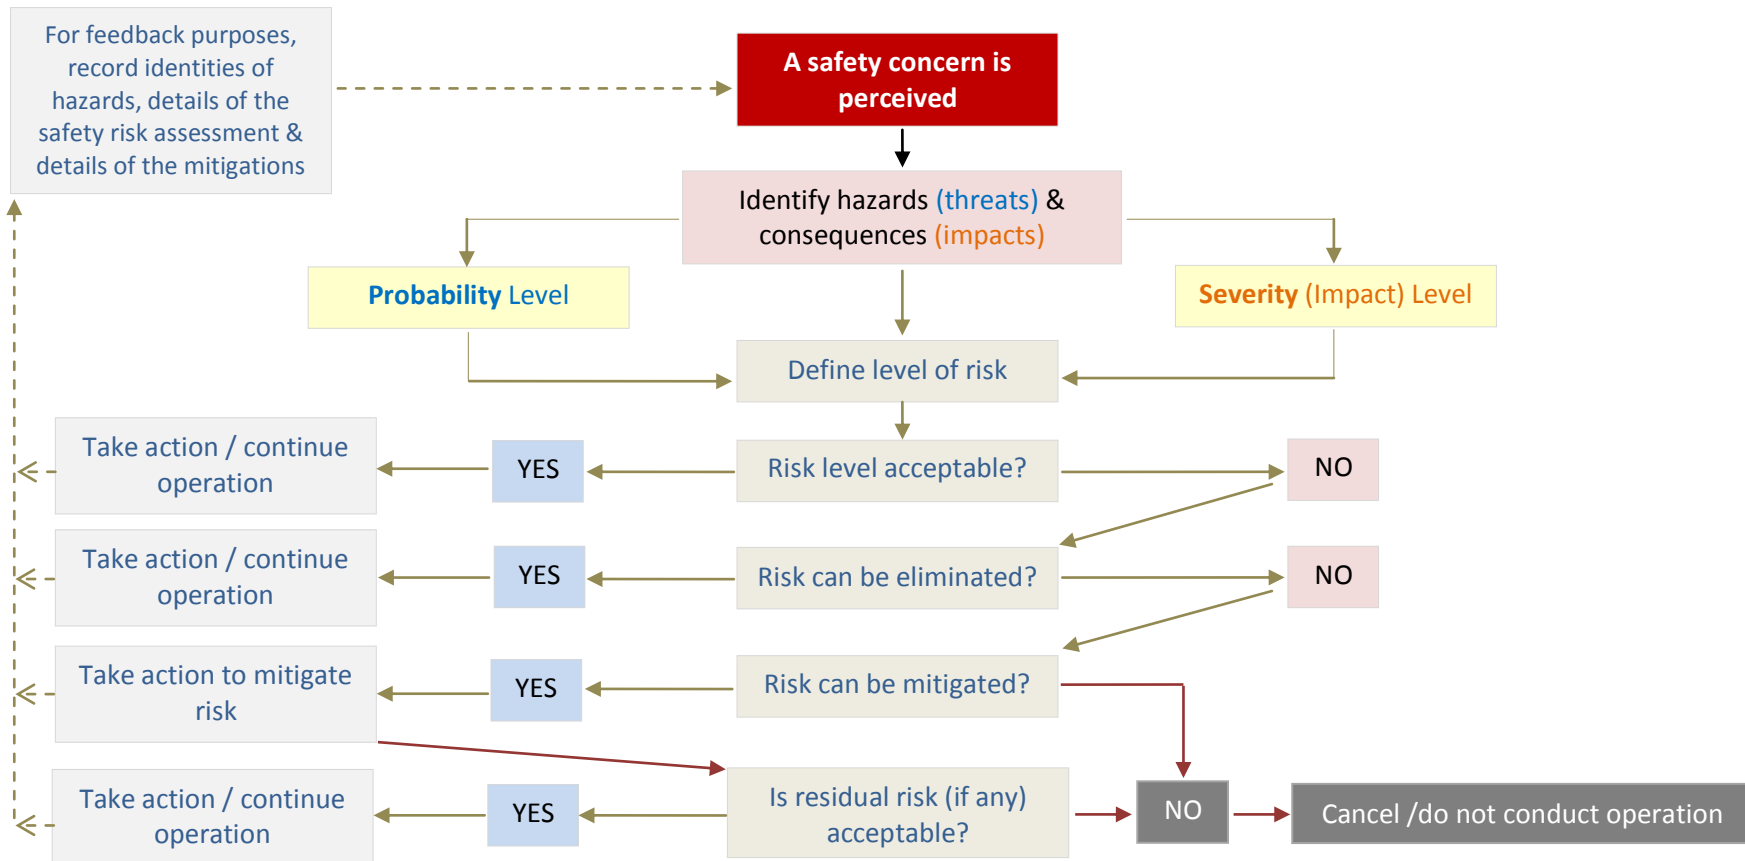 For feedback purposes,
record identities of
hazards, details of the
safety risk assessment &
details of the mitigations
A safety concern is
perceived
Identify hazards (threats) &
consequences (impacts)
Probability Level
Severity (Impact) Level
Define level of risk
Take action / continue
operation
YES
Risk level acceptable?
NO
Take action / continue
operation
YES
Risk can be eliminated?
NO
Take action to mitigate
risk
YES
Risk can be mitigated?
Take action / continue
operation
YES
Is residual risk (if any)
acceptable?
NO
Cancel /do not conduct operation